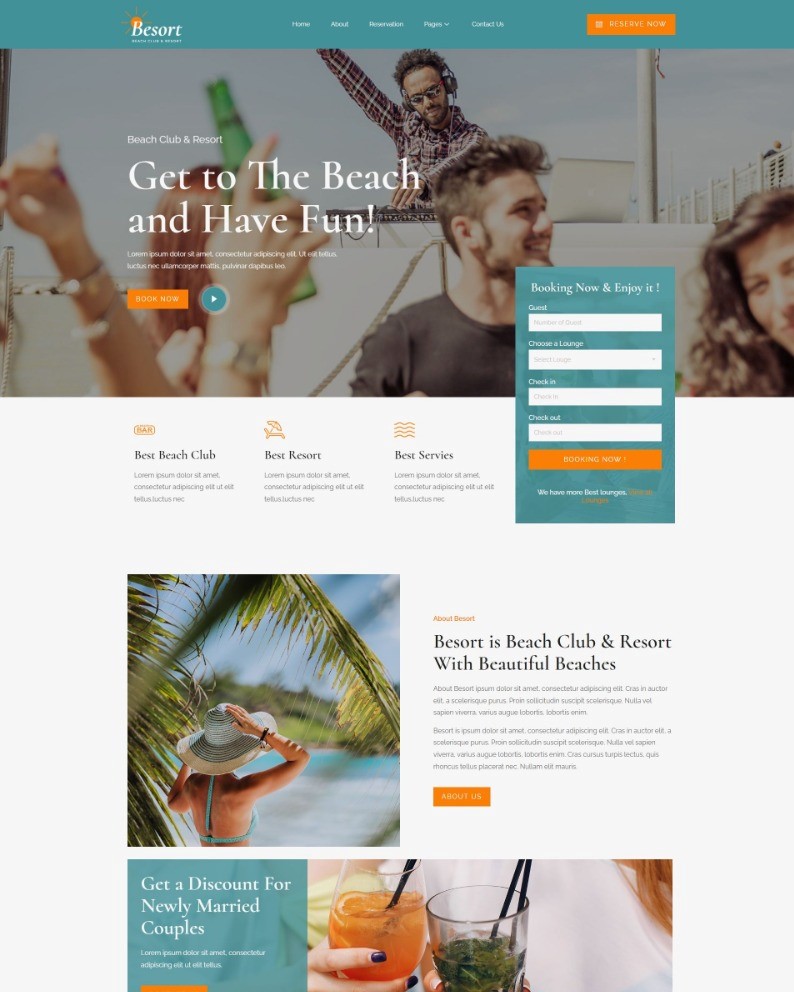 Besort
BEACH CLUB & RESORT
Home
About
Reservation
Pages
Contact Us
RESERVE NOW
Beach Club & Resort
Get to The Beach
and Have Fun!
Lorem ipsum dolor sit amet, consectetur adipiscing elit. Ut elit tellus,
luctus nec ullamcorper mattis, pulvinar dapibus leo.
BOOK NOW
Booking Now & Enjoy it !
Guest
Number of Guest
Choose a Lounge
Select Louge
Check in
Check in
Check out
Check out
BOOKING NOW !
We have more Best lounges,
Lounges
BAR
Best Beach Club
Lorem ipsum dolor sit amet,
consectetur adipiscing elit ut elit
tellus.luctus nec
Best Resort
Lorem ipsum dolor sit amet,
consectetur adipiscing elit ut elit
tellus.luctus nec
Best Servies
Lorem ipsum dolor sit amet,
consectetur adipiscing elit ut elit
tellus.luctus nec
About Besort
Besort is Beach Club & Resort
With Beautiful Beaches
About Besort ipsum dolor sit amet, consectetur adipiscing elit. Cras in auctor
elit, a scelerisque purus. Proin sollicitudin suscipit scelerisque. Nulla vel
sapien viverra, varius augue lobortis, lobortis enim.
Besort is ipsum dolor sit amet, consectetur adipiscing elit. Cras in auctor elit, a
scelerisque purus. Proin sollicitudin suscipit scelerisque. Nulla vel sapien
viverra, varius augue lobortis, lobortis enim. Cras cursus turpis lectus, quis
rhoncus tellus placerat nec. Nullam elit mauris.
ABOUT US
Get a Discount For
Newly Married
Couples
Lorem ipsum dolor sit amet, consectetur
adipiscing elit ut elit tellus.